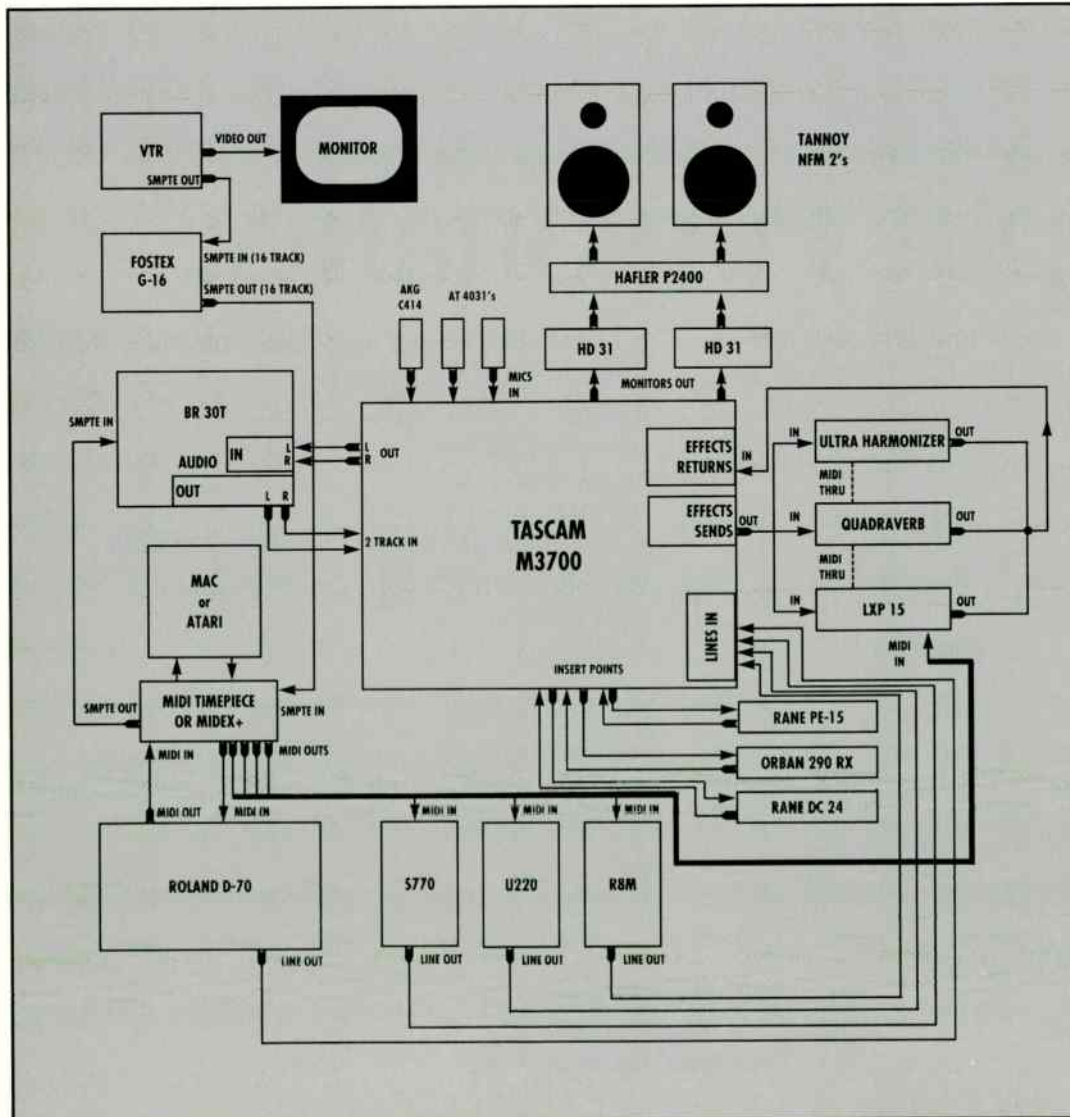 VTR
VIDEO OUT
SMPTE OUT
MONITOR
TANNOY
NFM 2's
FOSTEX
G-16
SMPTE IN (16 TRACK)
SMPTE OUT (16 TRACK)
AKG
C414
AT 4031's
MICS
IN
HAFLER P2400
HD 31
HD 31
MONITORS OUT
SMPTE IN
BR 30T
AUDIO
IN
L
R
OUT
L R
L
R
OUT
2 TRACK IN
TASCAM
M3700
EFFECTS
RETURNS
IN
EFFECTS
SENDS
OUT
LINES IN
INSERT POINTS
IN
ULTRA HARMONIZER
OUT
MIDI
THRU
IN
QUADRAVERB
OUT
MIDI
THRU
IN
LXP 15
OUT
MIDI
IN
MAC
or
ATARI
SMPTE OUT
MIDI TIMEPIECE
OR MIDEX+
SMPTE IN
MIDI IN
MIDI OUTS
RANE PE-15
ORBAN 290 RX
RANE DC 24
MIDI OUT
MIDI IN
MIDI IN
MIDI IN
MIDI IN
ROLAND D-70
S770
U220
R8M
LINE OUT
LINE OUT
LINE OUT
LINE OUT